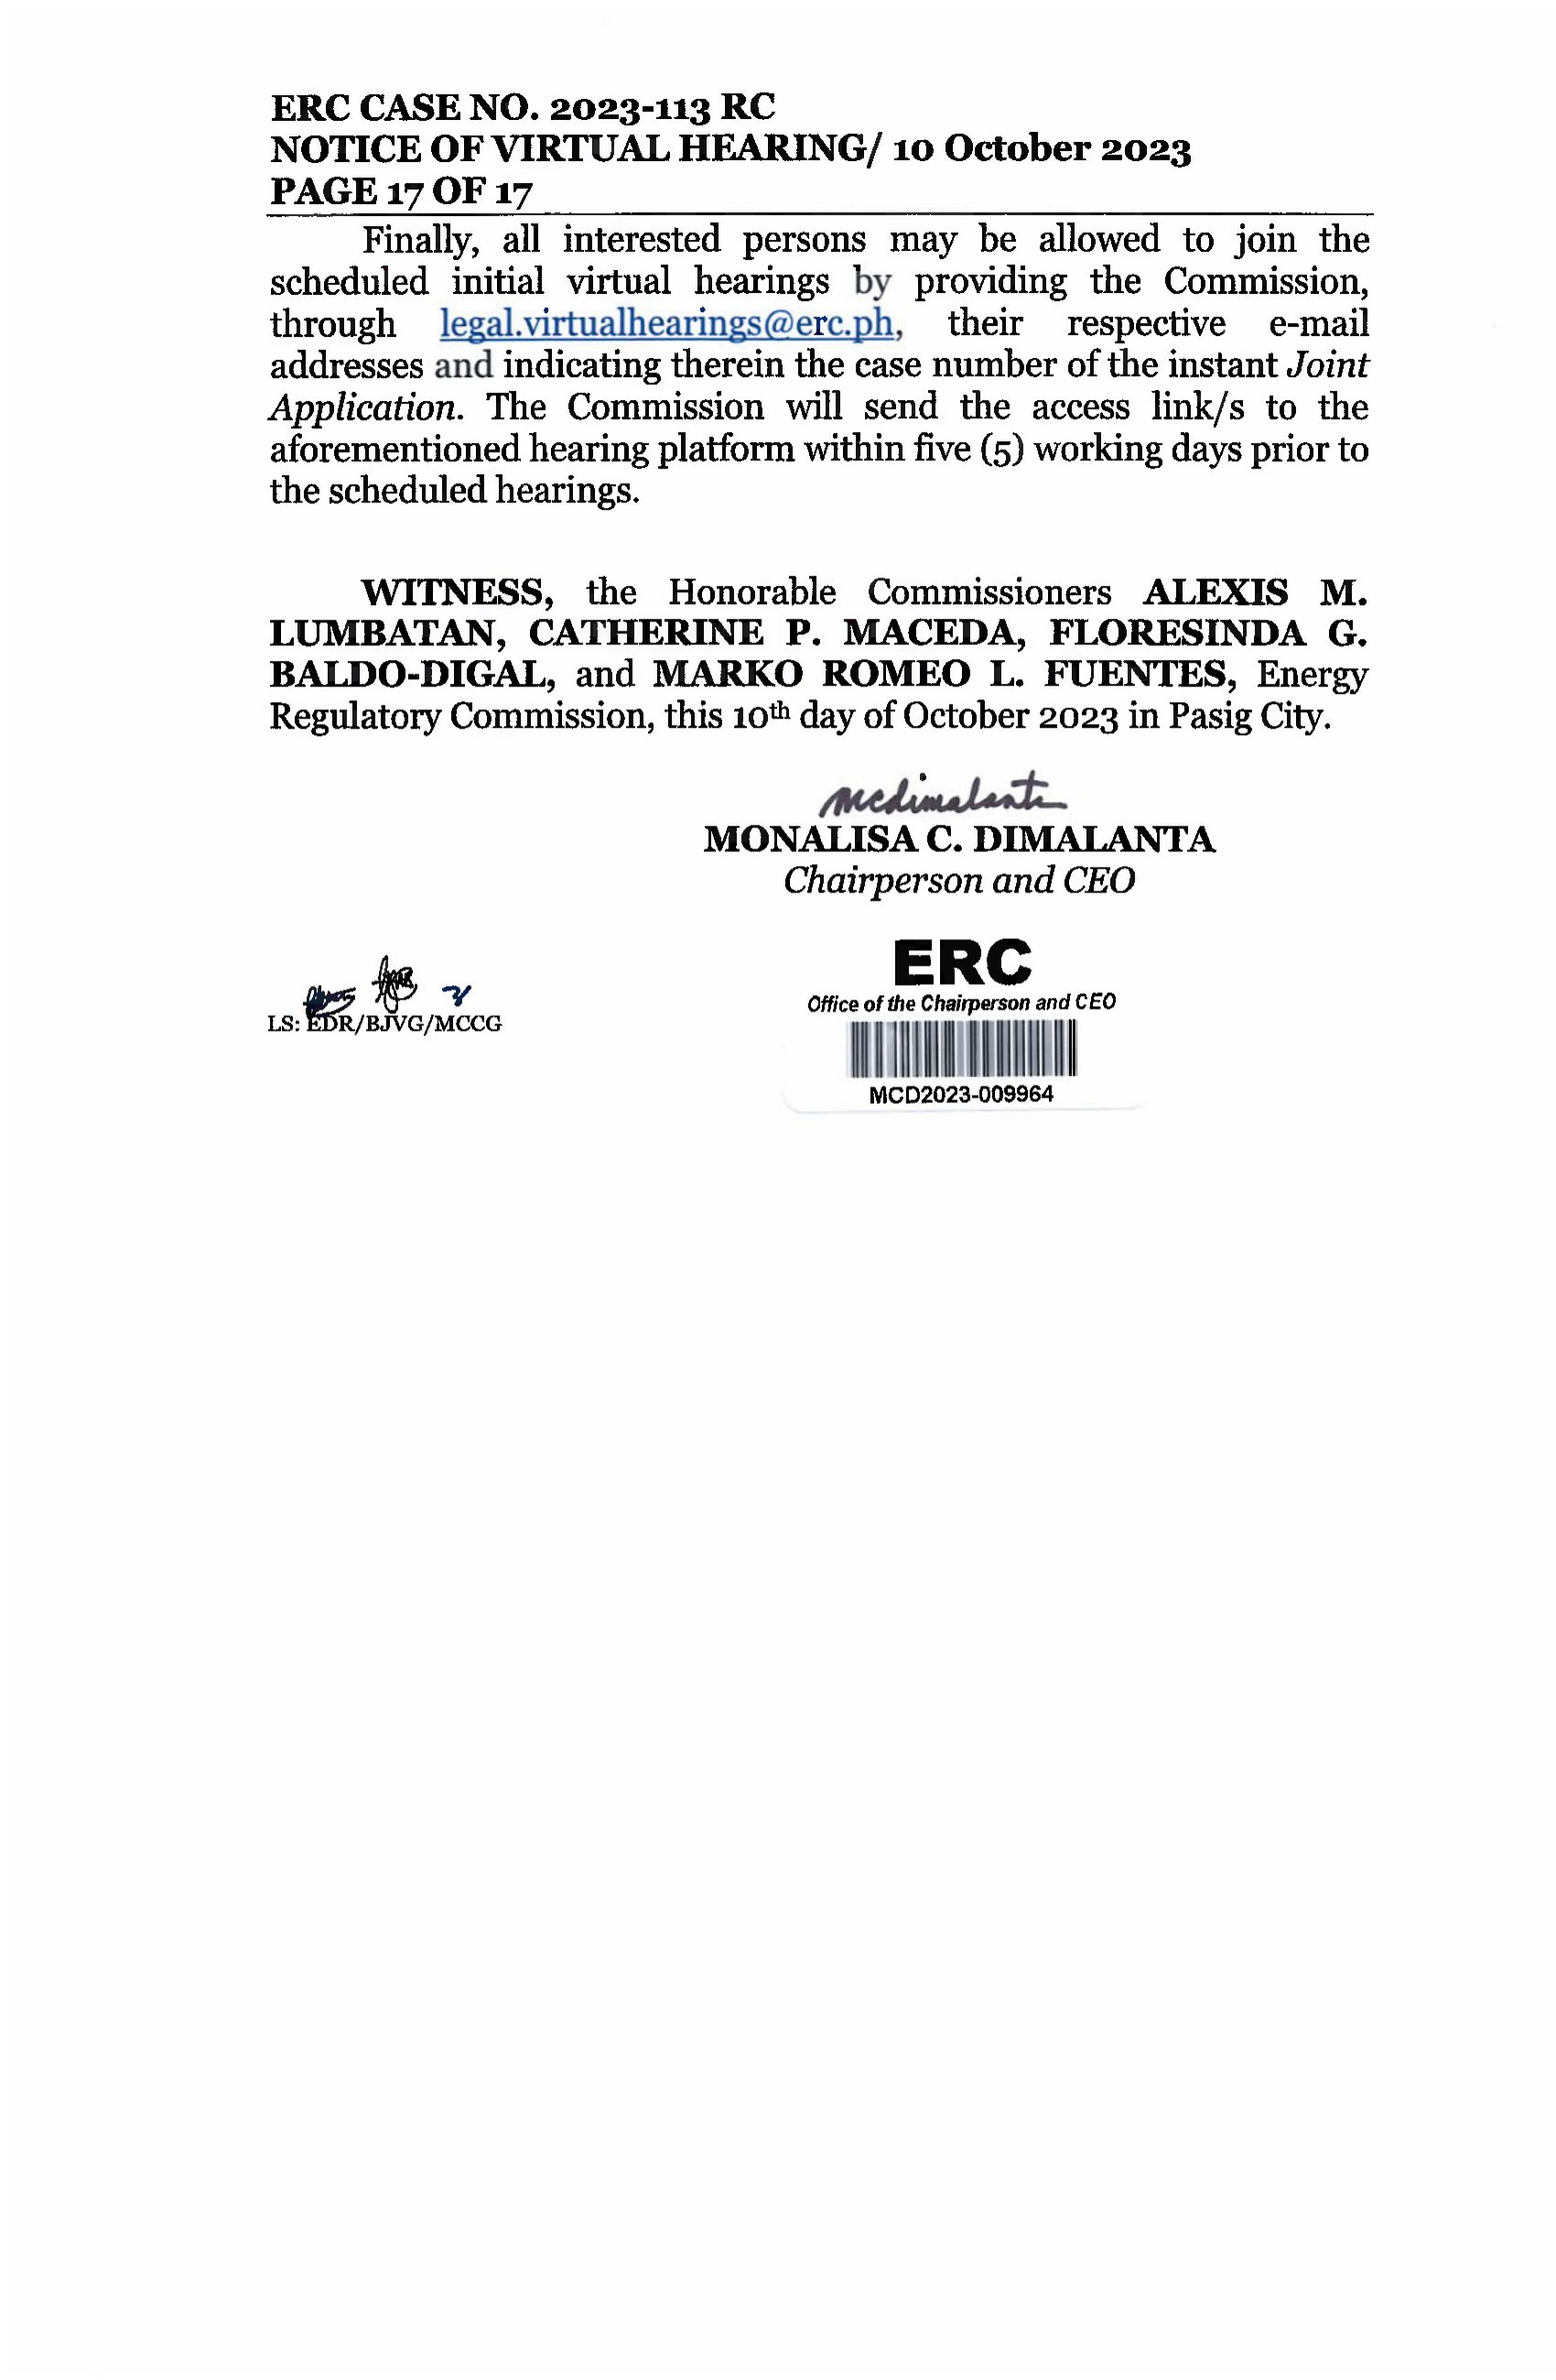 ERC CASE NO. 2023-113 RC
NOTICE OF VIRTUAL HEARING/ 10 October 2023
PAGE 17 OF 17
Finally, all interested persons may be allowed to join the
scheduled initial virtual hearings by providing the Commission,
through legal.virtualhearings@erc.ph, their respective e-mail
addresses and indicating therein the case number of the instant Joint
Application. The Commission will send the access link/s to the
aforementioned hearing platform within five (5) working days prior to
the scheduled hearings.
WITNESS, the Honorable Commissioners ALEXIS M.
LUMBATAN, CATHERINE P. MACEDA, FLORESINDA G.
BALDO-DIGAL, and MARKO ROMEO L. FUENTES, Energy
Regulatory Commission, this 10th day of October 2023 in Pasig City.
mcdimalanta
MONALISA C. DIMALANTA
Chairperson and CEO
ERC
Office of the Chairperson and CEO
LS: EDR/BJVG/MCCG
MCD2023-009964